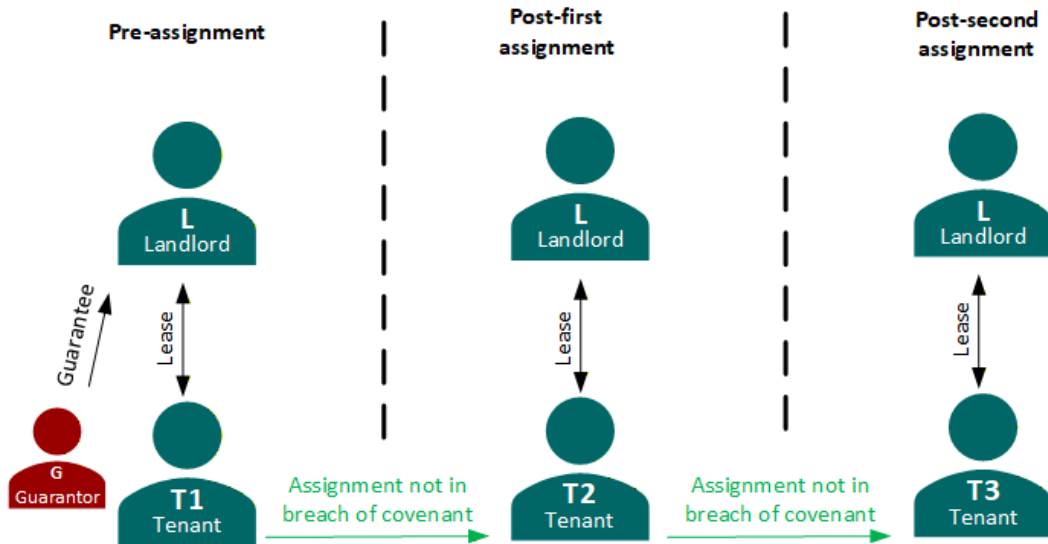 Pre-assignment
Post-first
assignment
Post-second
assignment
L
Landlord
L
Landlord
L
Landlord
Guarantee
Lease
Lease
Lease
G
Guarantor
T1
Tenant
Assignment not in
breach of covenant
T2
Tenant
Assignment not in
breach of covenant
T3
Tenant